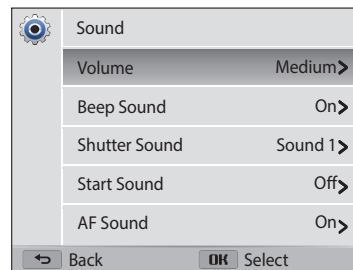 Sound
Volume Medium
Beep Sound On
Shutter Sound Sound 1
Start Sound Off
AF Sound On
Back OK Select